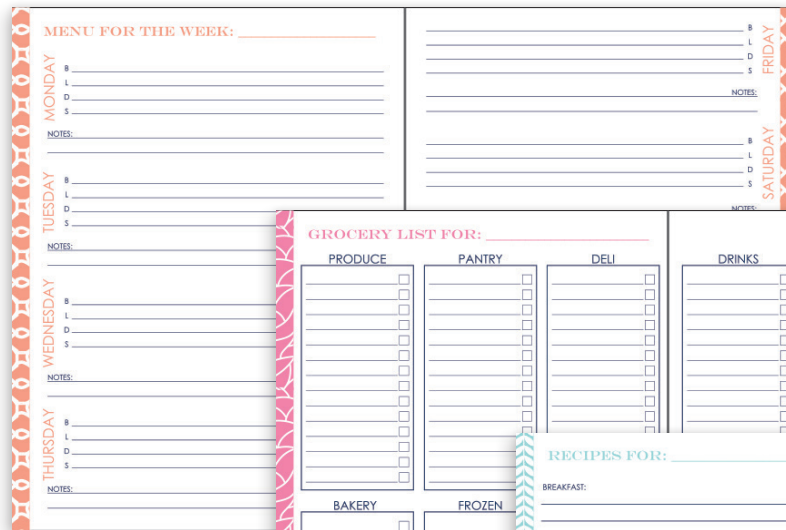 MENU FOR THE WEEK:
MONDAY
B
L
D
S
NOTES:
TUESDAY
B
L
D
S
NOTES:
WEDNESDAY
B
L
D
S
NOTES:
THURSDAY
B
L
D
S
NOTES:
FRIDAY
B
L
D
S
NOTES:
SATURDAY
B
L
D
S
NOTES:
GROCERY LIST FOR:
PRODUCE PANTRY DELI DRINKS
BAKERY FROZEN
RECIPES FOR:
BREAKFAST: